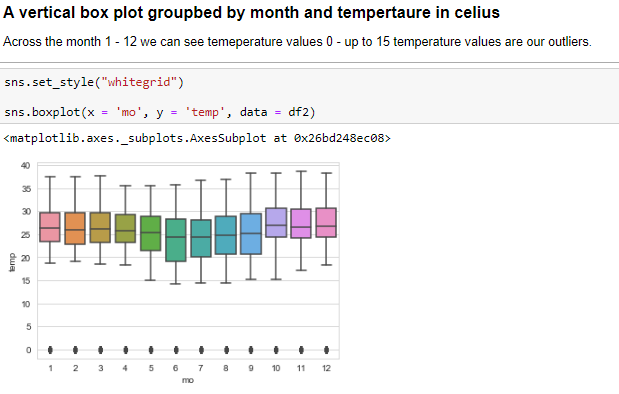 A vertical box plot groupbed by month and tempertaure in celius
Across the month 1 - 12 we can see temeperature values 0 - up to 15 temperature values are our outliers.
sns.set_style("whitegrid")
sns.boxplot(x = 'mo', y = 'temp', data = df2)
<matplotlib.axes._subplots.AxesSubplot at 0x26bd248ec08>
40
35
30
25
20
15
10
5
0
temp
1 2 3 4 5 6 7 8 9 10 11 12
mo